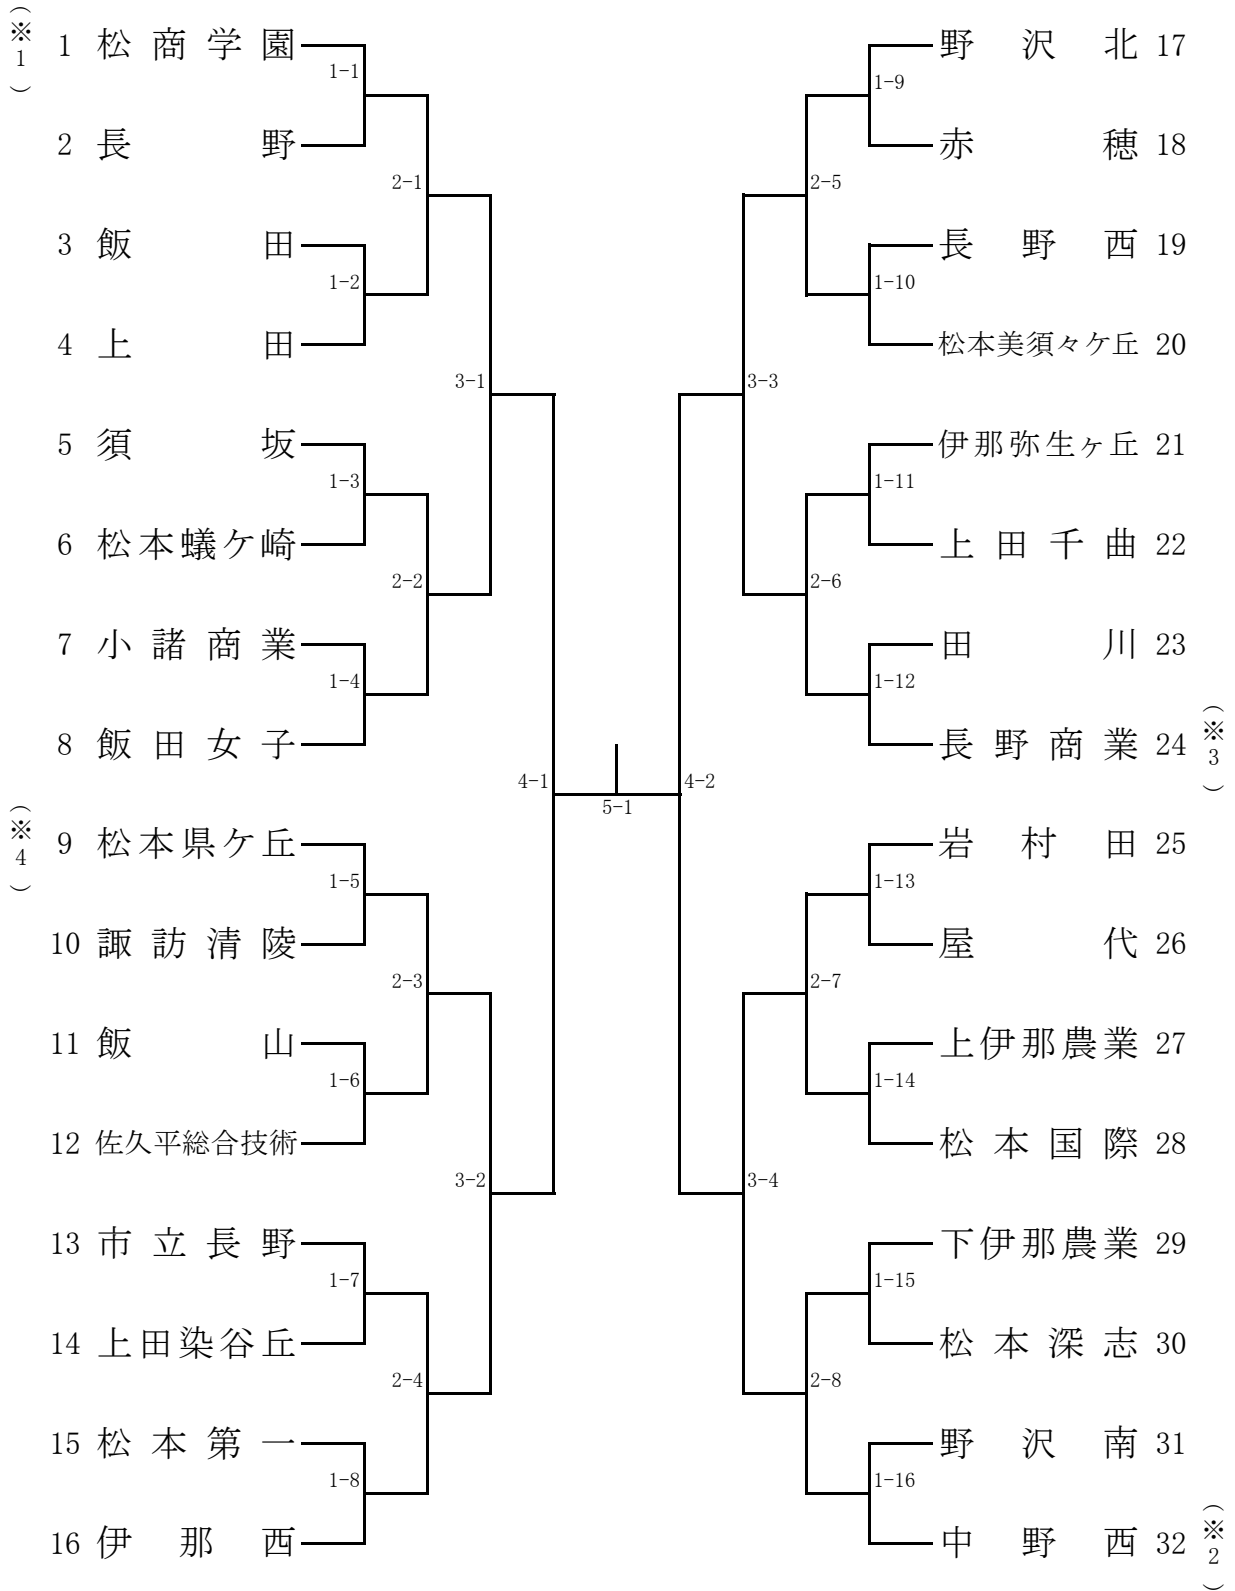 (※1)
1 松商学園
1-1
2 長野
2-1
3 飯田
1-2
4 上田
3-1
5 須坂
1-3
6 松本蟻ケ崎
2-2
7 小諸商業
1-4
8 飯田女子
4-1
(※4)
9 松本県ケ丘
1-5
10 諏訪清陵
2-3
11 飯山
1-6
12 佐久平総合技術
3-2
13 市立長野
1-7
14 上田染谷丘
2-4
15 松本第一
1-8
16 伊那西
5-1
野沢北 17
1-9
赤穂 18
2-5
長野西 19
1-10
松本美須々ケ丘 20
3-3
伊那弥生ヶ丘 21
1-11
上田千曲 22
2-6
田川 23
1-12
長野商業 24
(※3)
4-2
岩村田 25
1-13
屋代 26
2-7
上伊那農業 27
1-14
松本国際 28
3-4
下伊那農業 29
1-15
松本深志 30
2-8
野沢南 31
1-16
中野西 32
(※2)